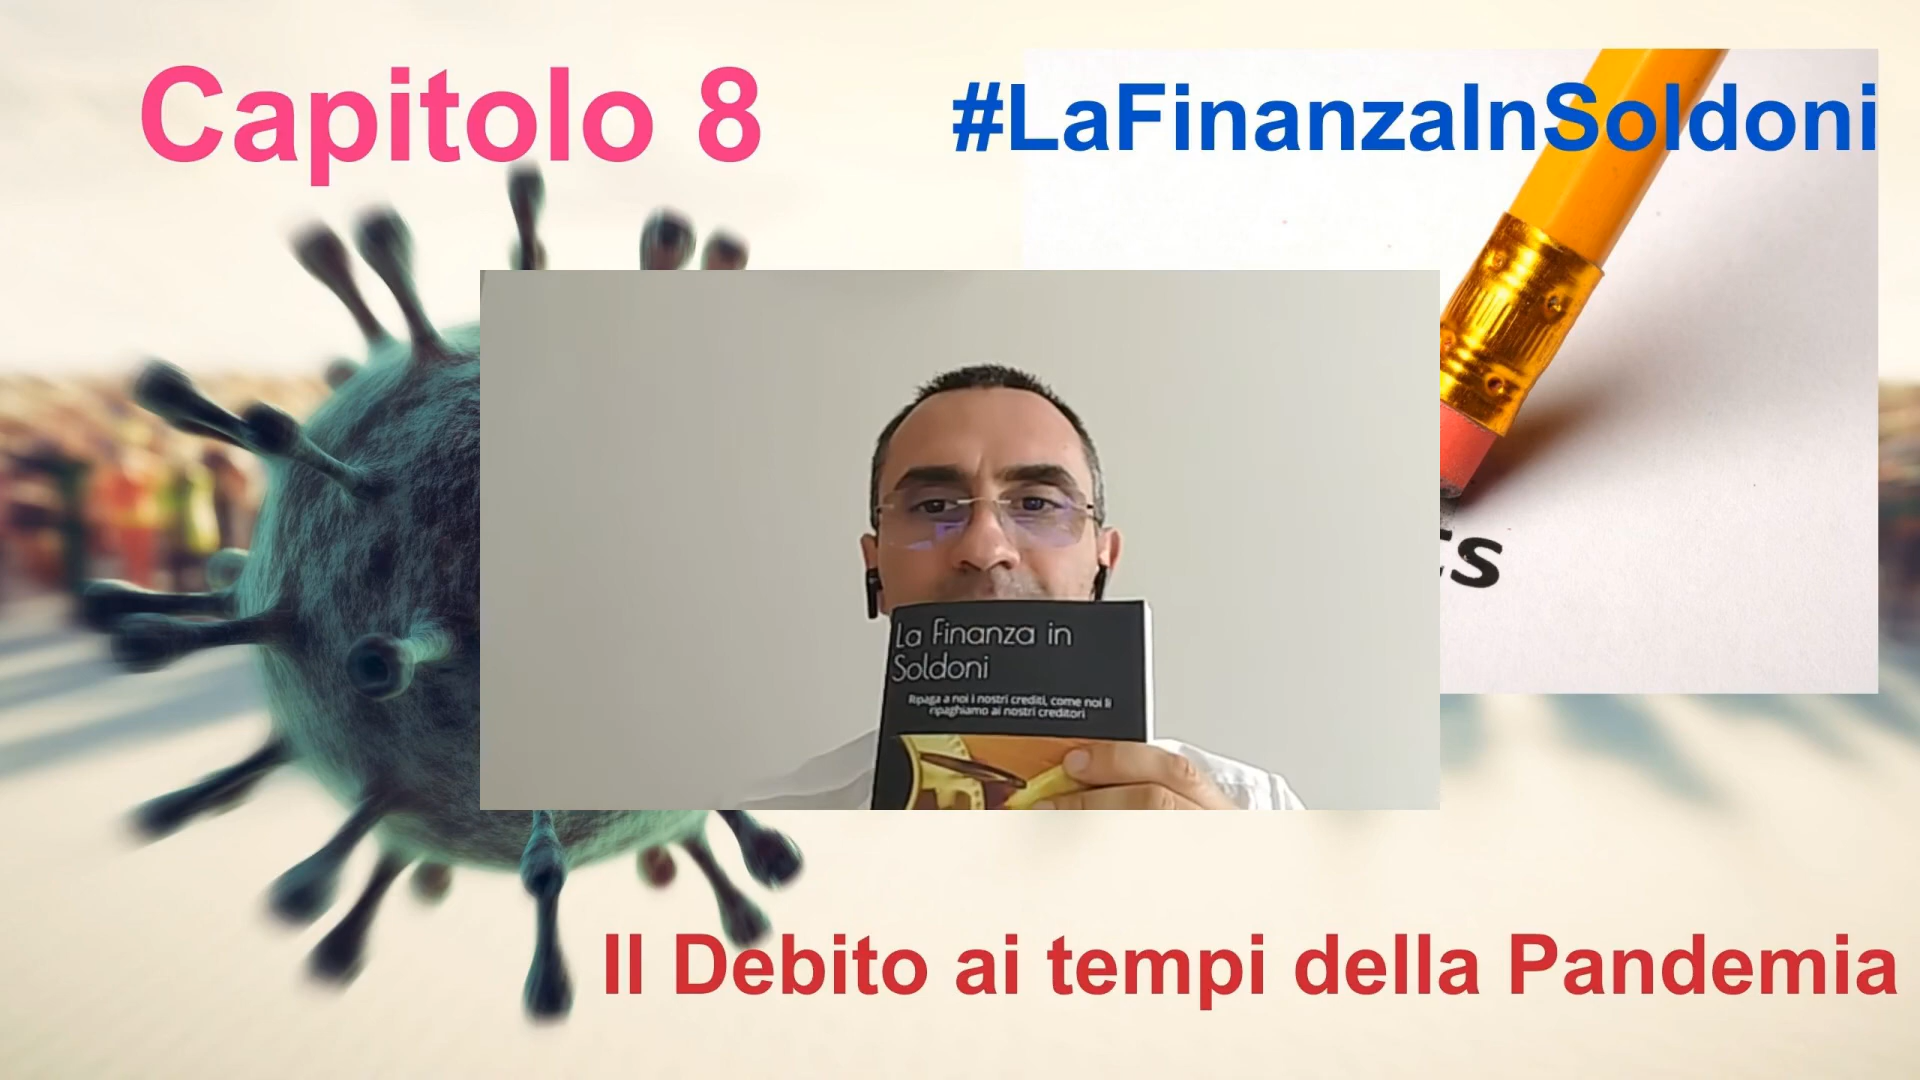 Capitolo 8
#LaFinanzaInSoldoni
La Finanza in
Soldoni
Ripaga a noi i nostri crediti, come noi li
ripaghiamo ai nostri creditori
ts
Il Debito ai tempi della Pandemia